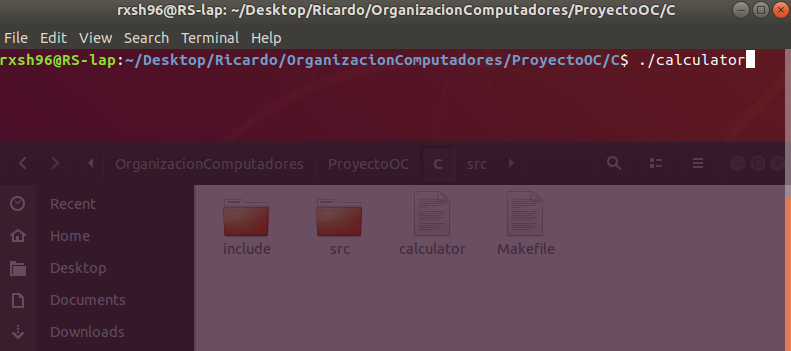 rxsh96@RS-lap: ~/Desktop/Ricardo/OrganizacionComputadores/ProyectoOC/C
File Edit View Search Terminal Help
rxsh96@RS-lap:~/Desktop/Ricardo/OrganizacionComputadores/ProyectoOC/C$ ./calculator
OrganizacionComputadores ProyectoOC C src
Recent
Home
Desktop
Documents
Downloads
include src calculator Makefile